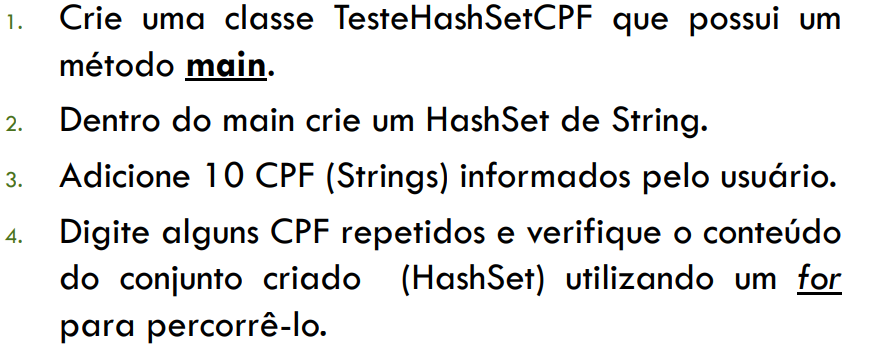 1. Crie uma classe TesteHashSetCPF que possui um
método main.
2. Dentro do main crie um HashSet de String.
3. Adicione 10 CPF (Strings) informados pelo usuário.
4. Digite alguns CPF repetidos e verifique o conteúdo
do conjunto criado (HashSet) utilizando um for
para percorrê-lo.